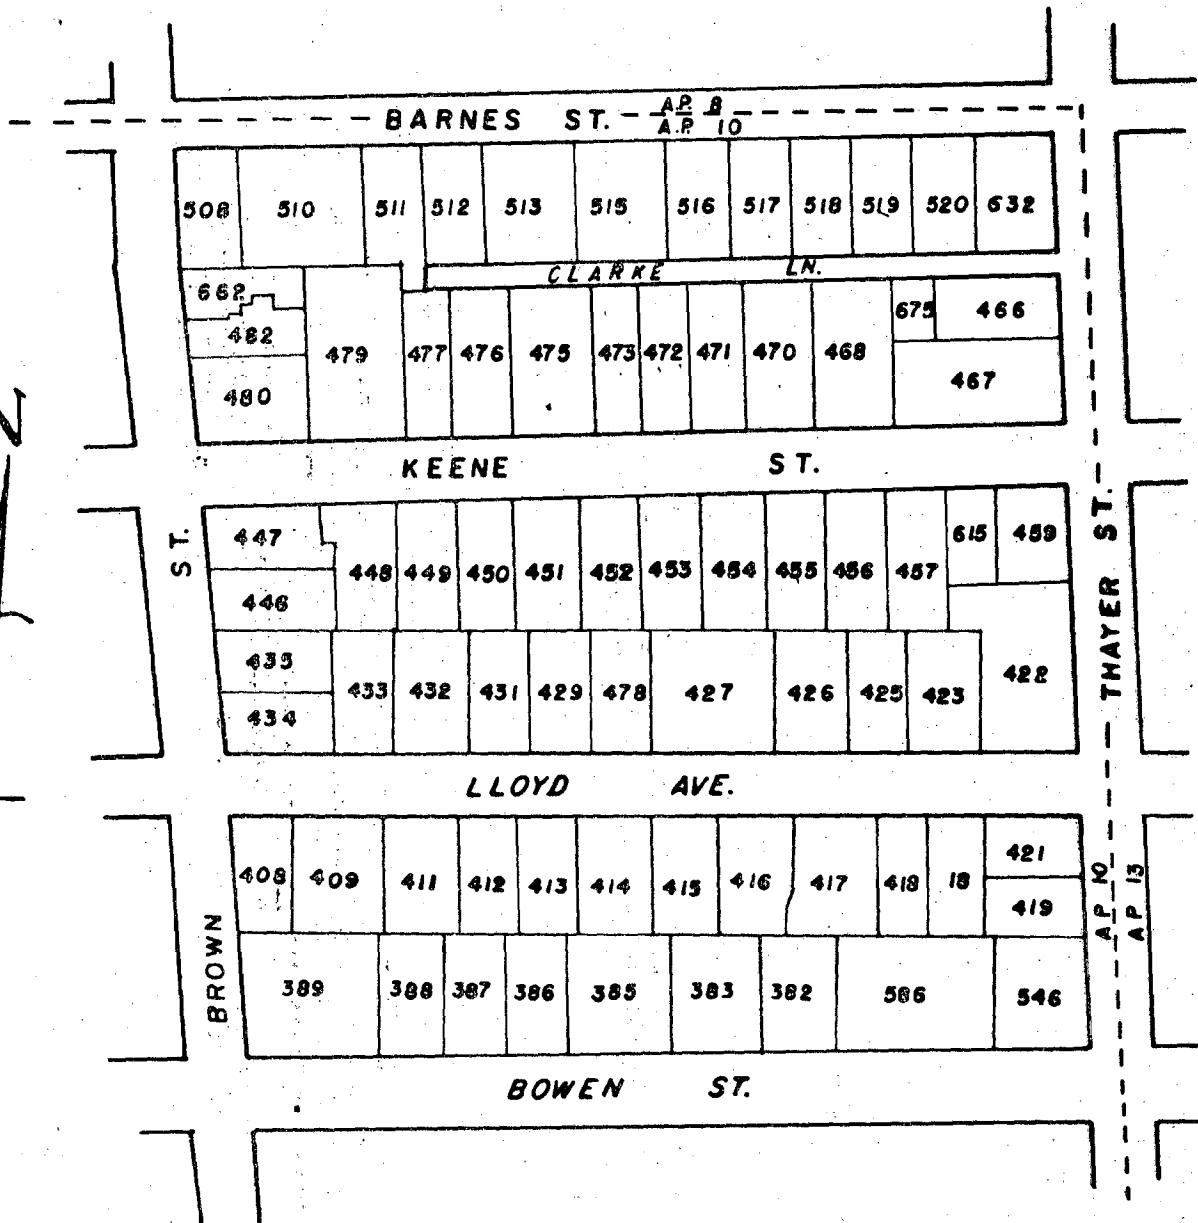 BARNES ST. A.P. 8
A.P. 10
508 510 511 512 513 515 516 517 518 519 520 632
CLARKE LN.
662 482 480 479 477 476 475 473 472 471 470 468 675 466
467
KEENE ST.
447 448 449 450 451 452 453 454 455 456 457 615 459
446
435 433 432 431 429 478 427 426 425 423 422
434
LLOYD AVE.
408 409 411 412 413 414 415 416 417 418 18 421
419
389 388 387 386 385 383 382 506 546
BOWEN ST.
BROWN ST.
THAYER ST.
AP 10
AP 13
N